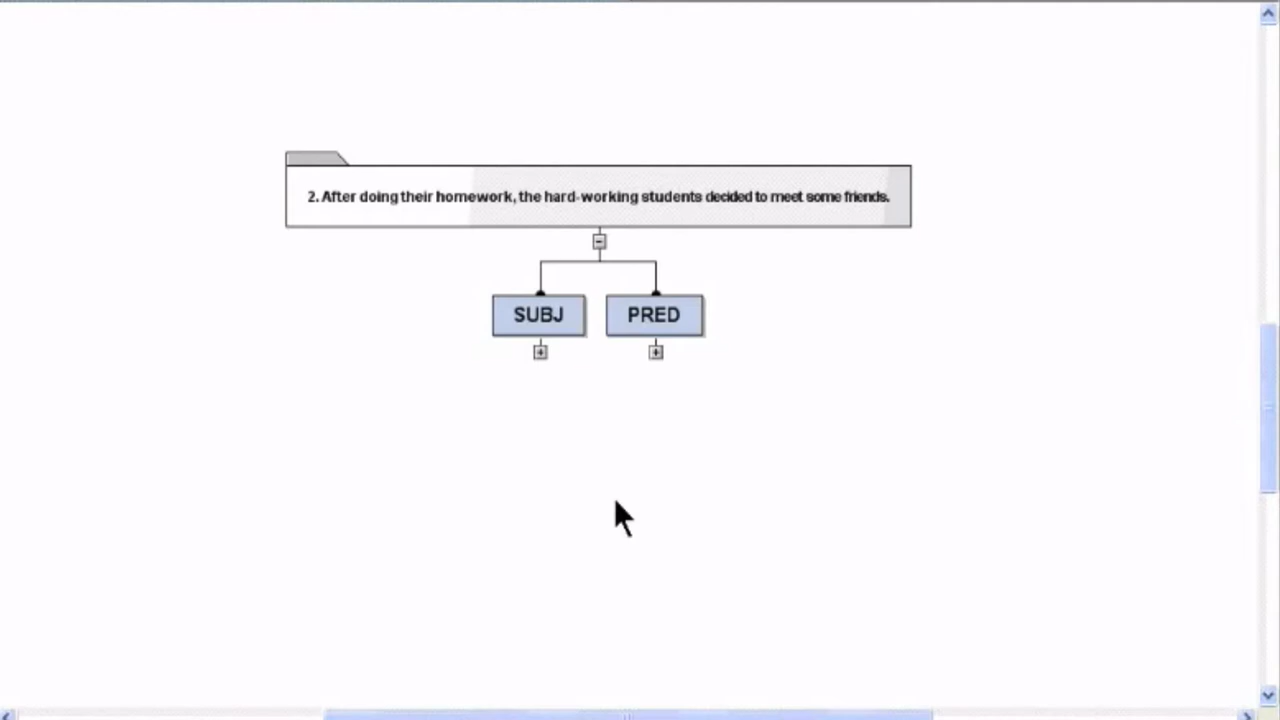 2. After doing their homework, the hard-working students decided to meet some friends.
SUBJ
PRED